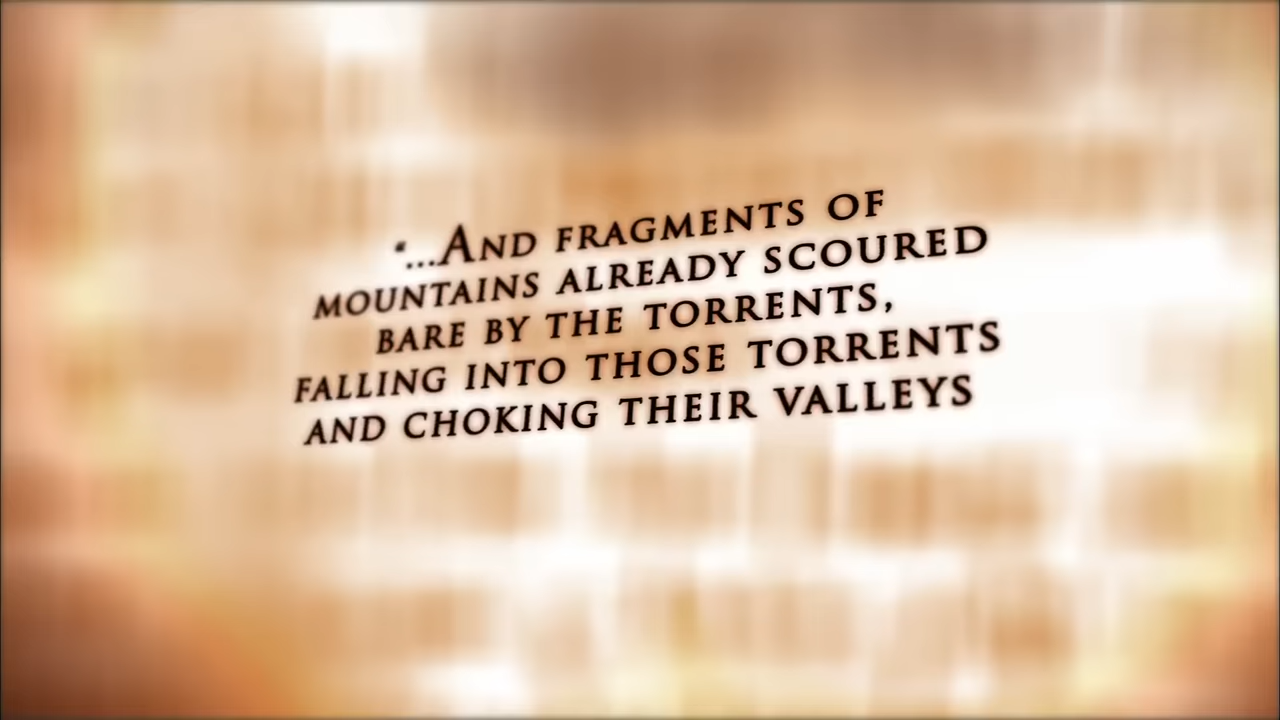 “...And fragments of
mountains already scoured
bare by the torrents,
falling into those torrents
and choking their valleys